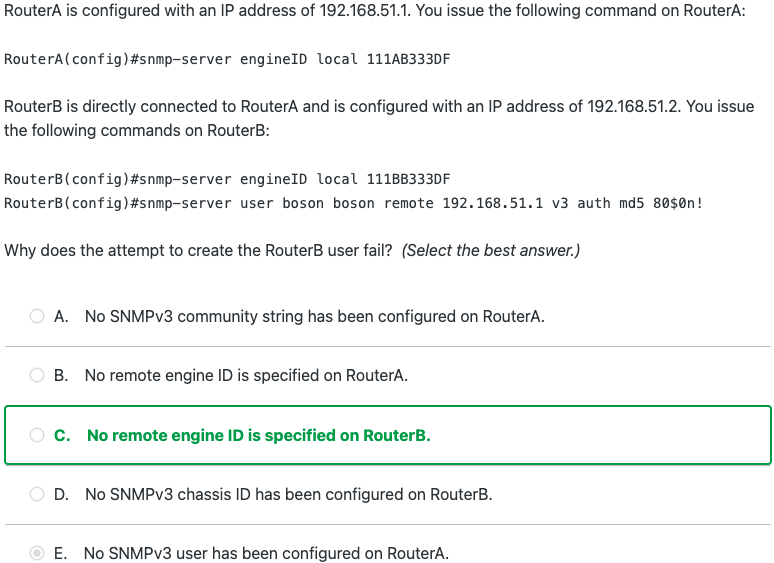 RouterA is configured with an IP address of 192.168.51.1. You issue the following command on RouterA:
RouterA(config)#snmp-server engineID local 111AB333DF
RouterB is directly connected to RouterA and is configured with an IP address of 192.168.51.2. You issue
the following commands on RouterB:
RouterB(config)#snmp-server engineID local 111BB333DF
RouterB(config)#snmp-server user boson boson remote 192.168.51.1 v3 auth md5 80$0n!
Why does the attempt to create the RouterB user fail? (Select the best answer.)
A. No SNMPv3 community string has been configured on RouterA.
B. No remote engine ID is specified on RouterA.
C. No remote engine ID is specified on RouterB.
D. No SNMPv3 chassis ID has been configured on RouterB.
E. No SNMPv3 user has been configured on RouterA.